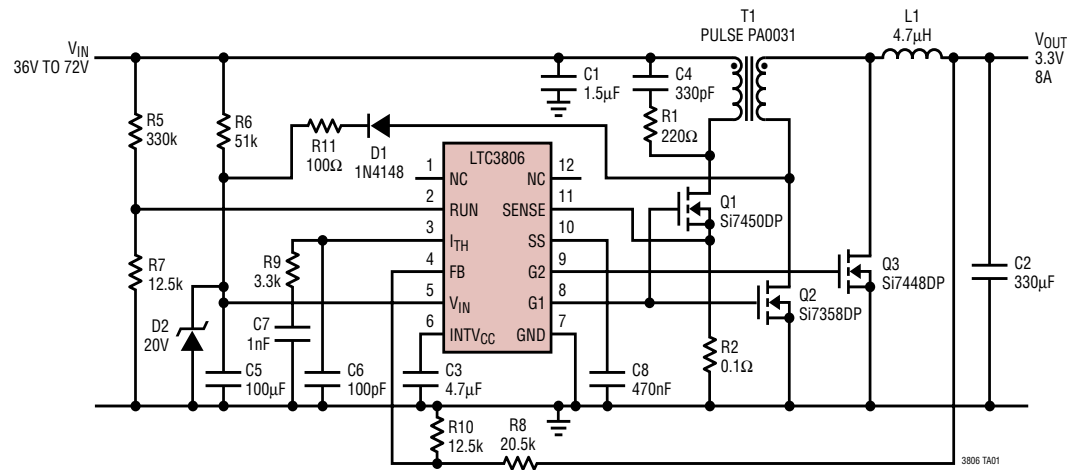 VIN
36V TO 72V
R5
330k
R6
51k
R11
100Ω
D1
1N4148
C1
1.5µF
C4
330pF
R1
220Ω
T1
PULSE PA0031
L1
4.7µH
VOUT
3.3V
8A
LTC3806
1
NC
2
RUN
3
ITH
4
FB
5
VIN
6
INTVCC
12
NC
11
SENSE
10
SS
9
G2
8
G1
7
GND
Q1
Si7450DP
Q2
Si7358DP
Q3
Si7448DP
C2
330µF
R7
12.5k
R9
3.3k
C7
1nF
D2
20V
C5
100µF
C6
100pF
C3
4.7µF
C8
470nF
R2
0.1Ω
R10
12.5k
R8
20.5k
3806 TA01